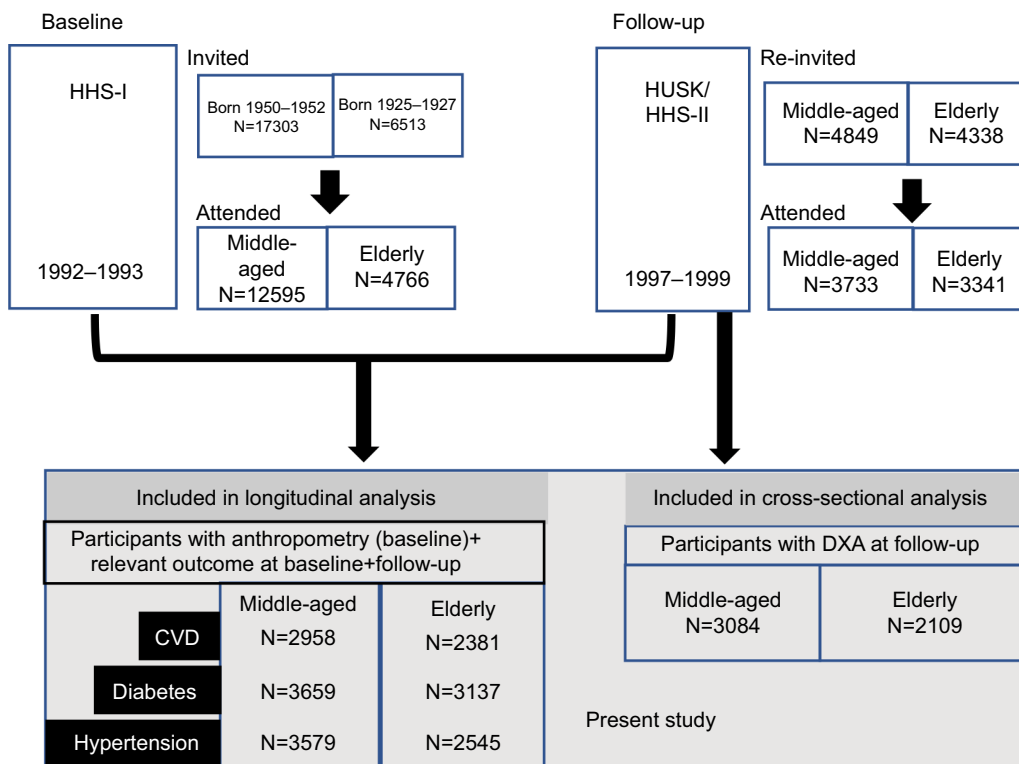 Baseline
HHS-I
1992–1993
Invited
Born 1950–1952
N=17303
Born 1925–1927
N=6513
Attended
Middle-
aged
N=12595
Elderly
N=4766
Follow-up
HUSK/
HHS-II
1997–1999
Re-invited
Middle-aged
N=4849
Elderly
N=4338
Attended
Middle-aged
N=3733
Elderly
N=3341
Included in longitudinal analysis
Participants with anthropometry (baseline)+
relevant outcome at baseline+follow-up
Middle-aged
Elderly
CVD
N=2958
N=2381
Diabetes
N=3659
N=3137
Hypertension
N=3579
N=2545
Included in cross-sectional analysis
Participants with DXA at follow-up
Middle-aged
N=3084
Elderly
N=2109
Present study